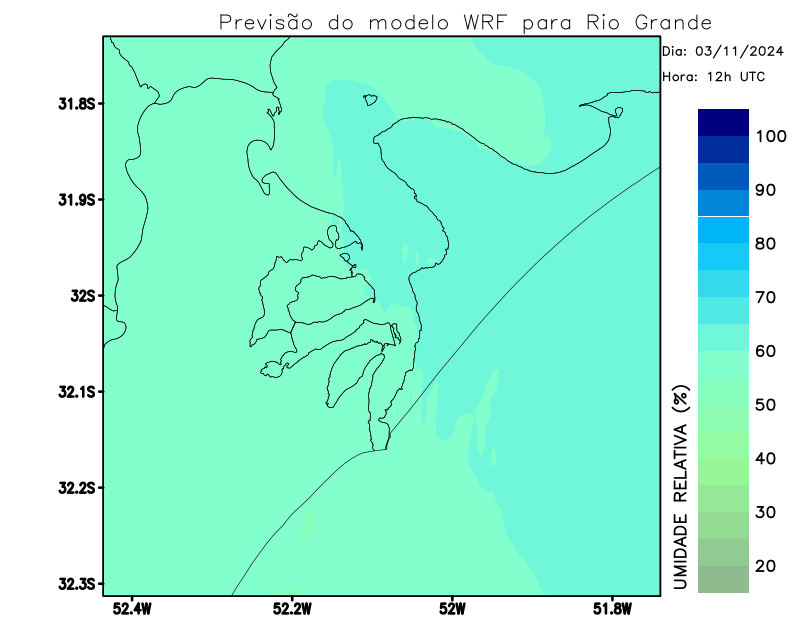 Previsão do modelo WRF para Rio Grande
Dia: 03/11/2024
Hora: 12h UTC
31.8S
31.9S
32S
32.1S
32.2S
32.3S
52.4W
52.2W
52W
51.8W
100
90
80
70
60
50
40
30
20
UMIDADE RELATIVA (%)